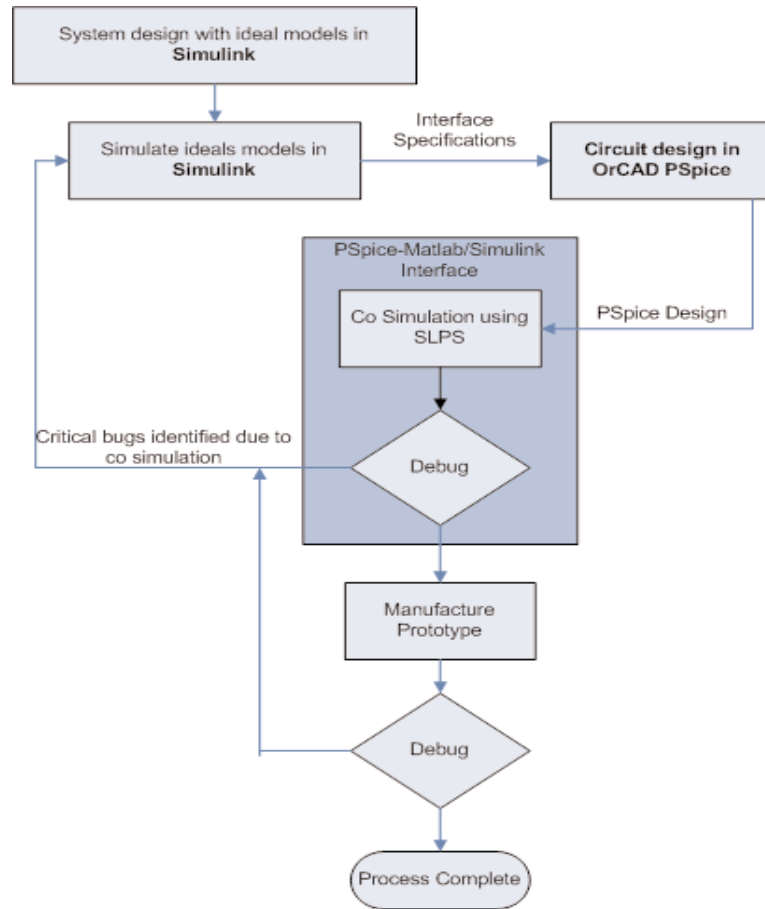 System design with ideal models in
Simulink
Simulate ideals models in
Simulink
Interface
Specifications
Circuit design in
OrCAD PSpice
PSpice-Matlab/Simulink
Interface
Co Simulation using
SLPS
PSpice Design
Critical bugs identified due to
co simulation
Debug
Manufacture
Prototype
Debug
Process Complete